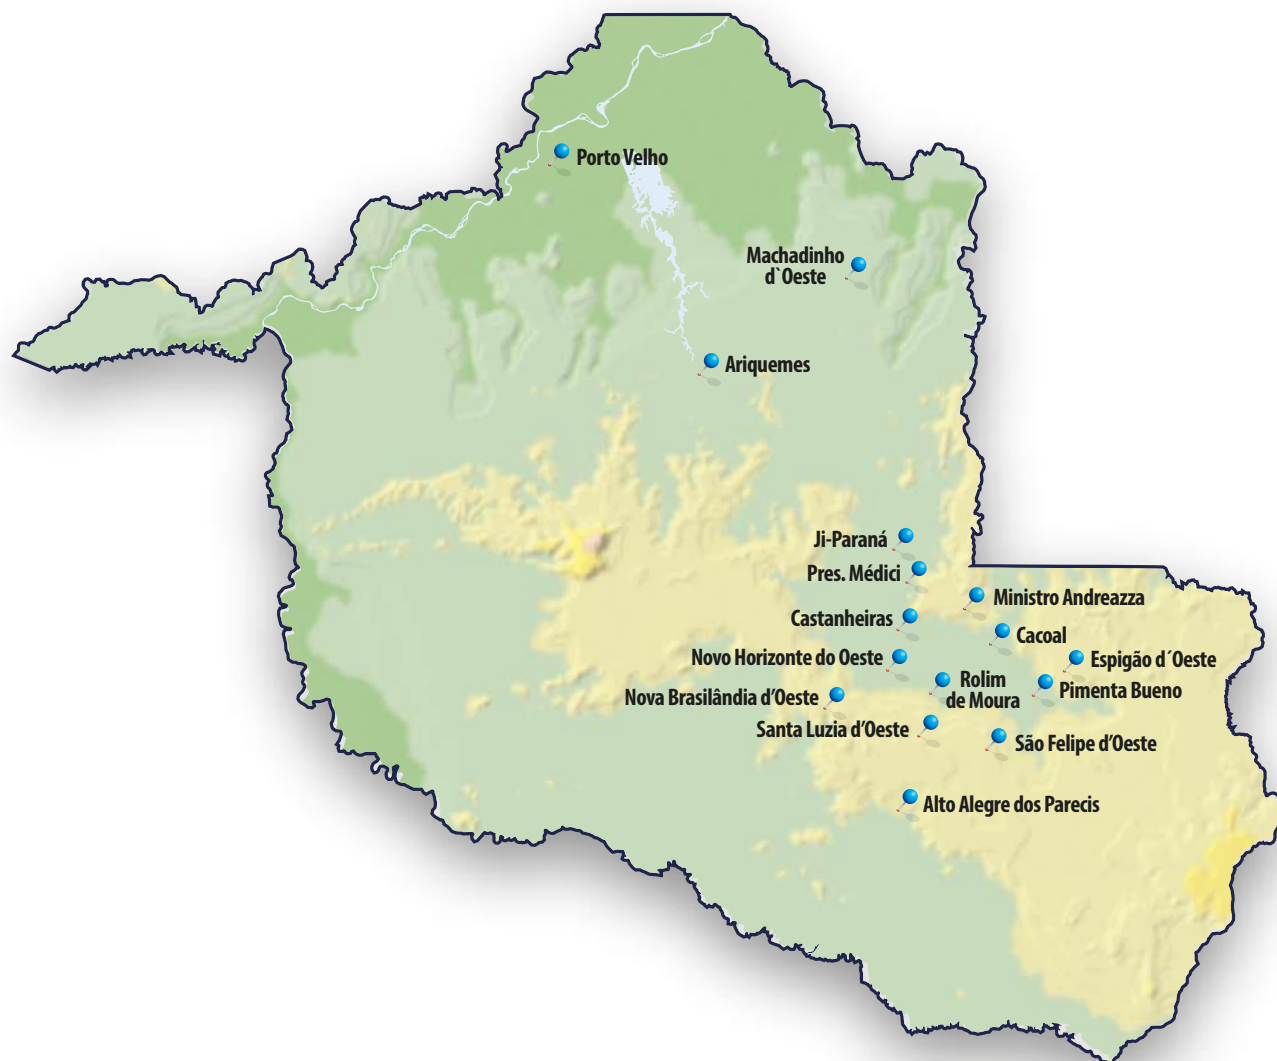 Porto Velho
Machadinho
d`Oeste
Ariquemes
Ji-Paraná
Pres. Médici
Ministro Andreazza
Castanheiras
Cacoal
Novo Horizonte do Oeste
Espigão d´Oeste
Rolim
de Moura
Pimenta Bueno
Nova Brasilândia d’Oeste
Santa Luzia d’Oeste
São Felipe d’Oeste
Alto Alegre dos Parecis